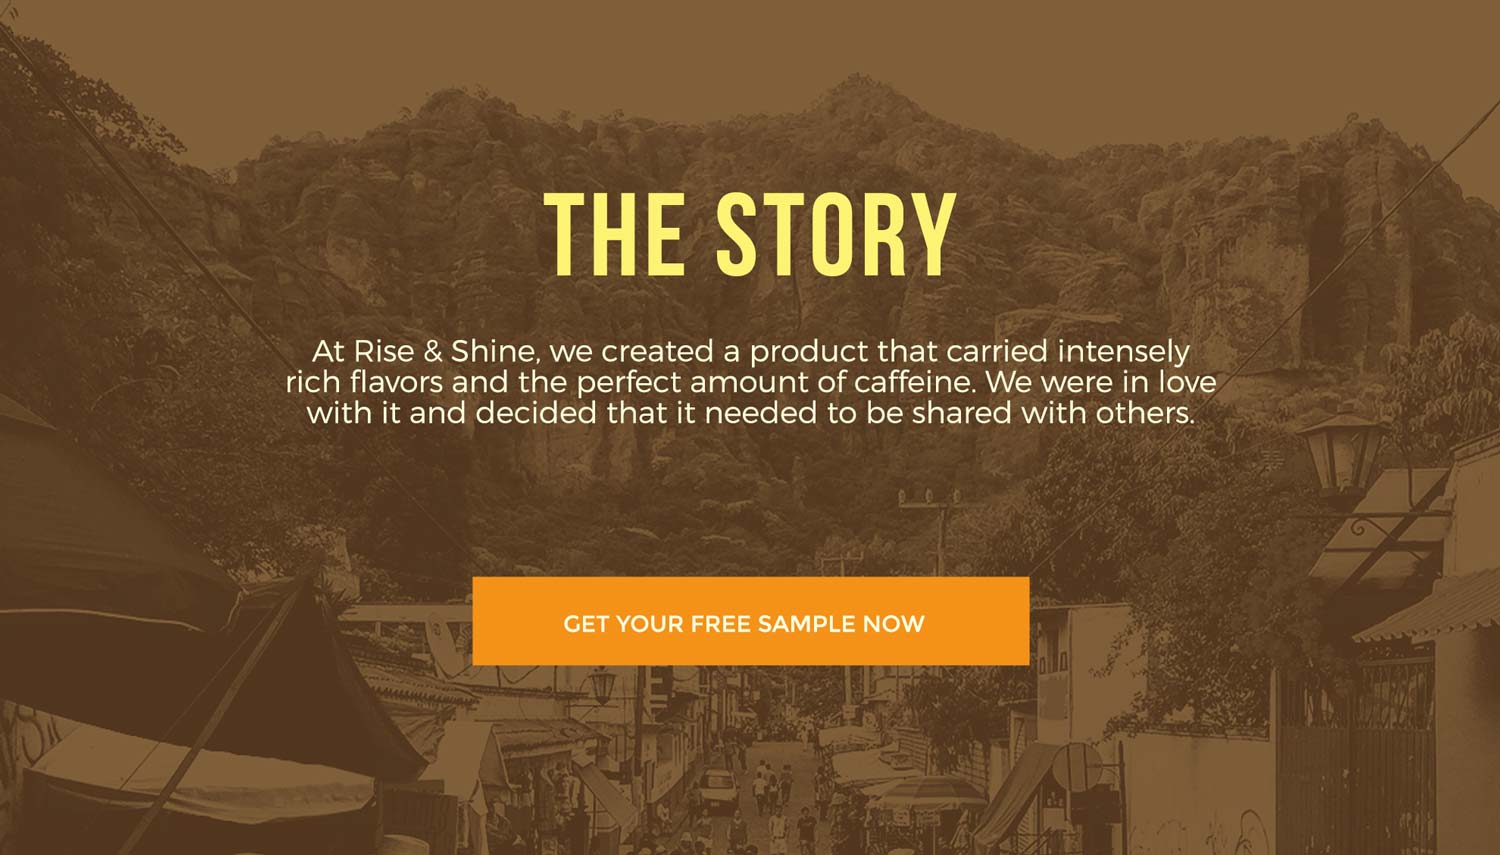 THE STORY
At Rise & Shine, we created a product that carried intensely
rich flavors and the perfect amount of caffeine. We were in love
with it and decided that it needed to be shared with others.
GET YOUR FREE SAMPLE NOW